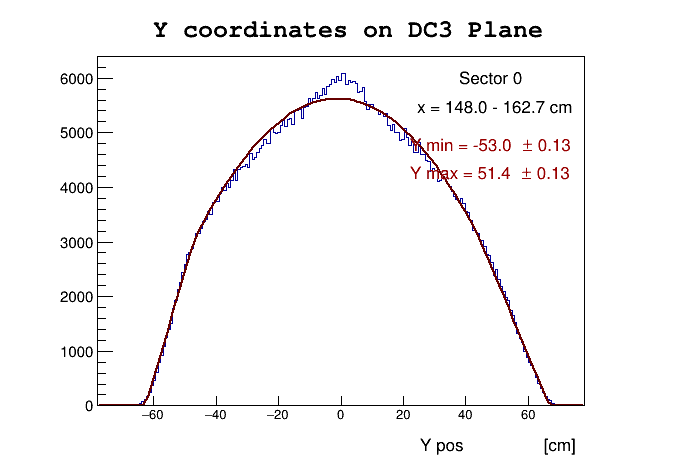 Y coordinates on DC3 Plane
Sector 0
x = 148.0 - 162.7 cm
Y min = -53.0 ± 0.13
Y max = 51.4 ± 0.13
6000
5000
4000
3000
2000
1000
0
−60 −40 −20 0 20 40 60
Y pos [cm]